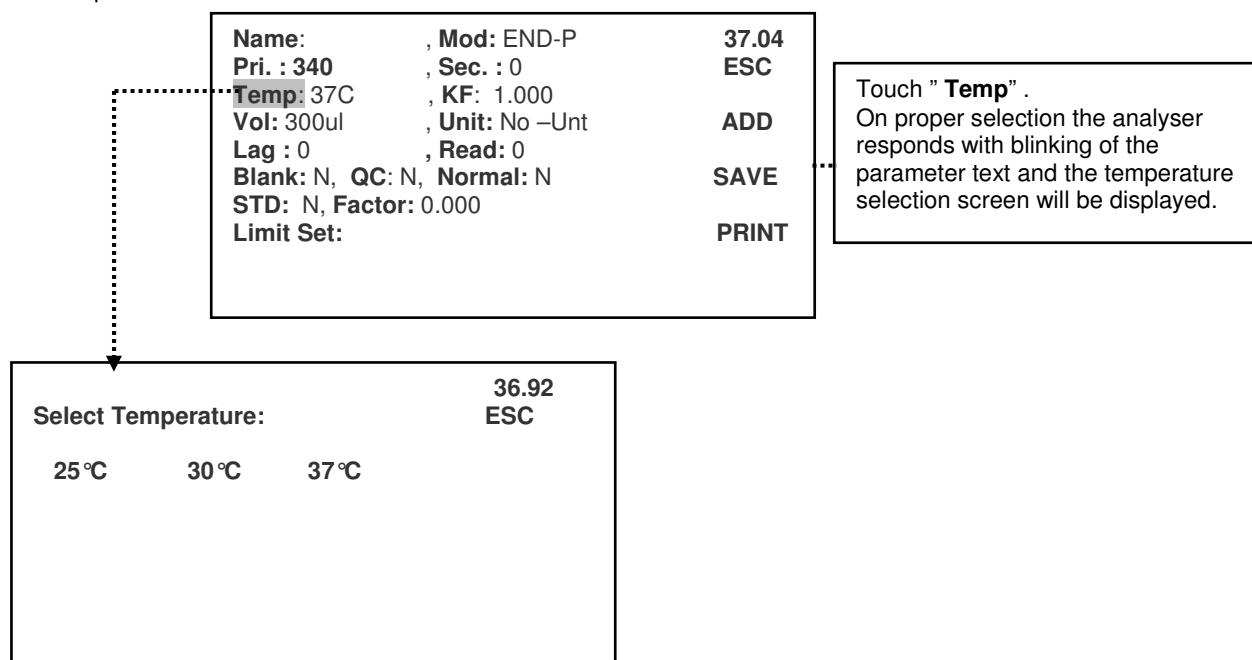 Name: , Mod: END-P 37.04
Pri. : 340 , Sec. : 0 ESC
Temp: 37C , KF: 1.000
Vol: 300ul , Unit: No –Unt ADD
Lag : 0 , Read: 0
Blank: N, QC: N, Normal: N SAVE
STD: N, Factor: 0.000
Limit Set: PRINT
Touch ” Temp” .
On proper selection the analyser
responds with blinking of the
parameter text and the temperature
selection screen will be displayed.
36.92
Select Temperature: ESC
25°C 30°C 37°C